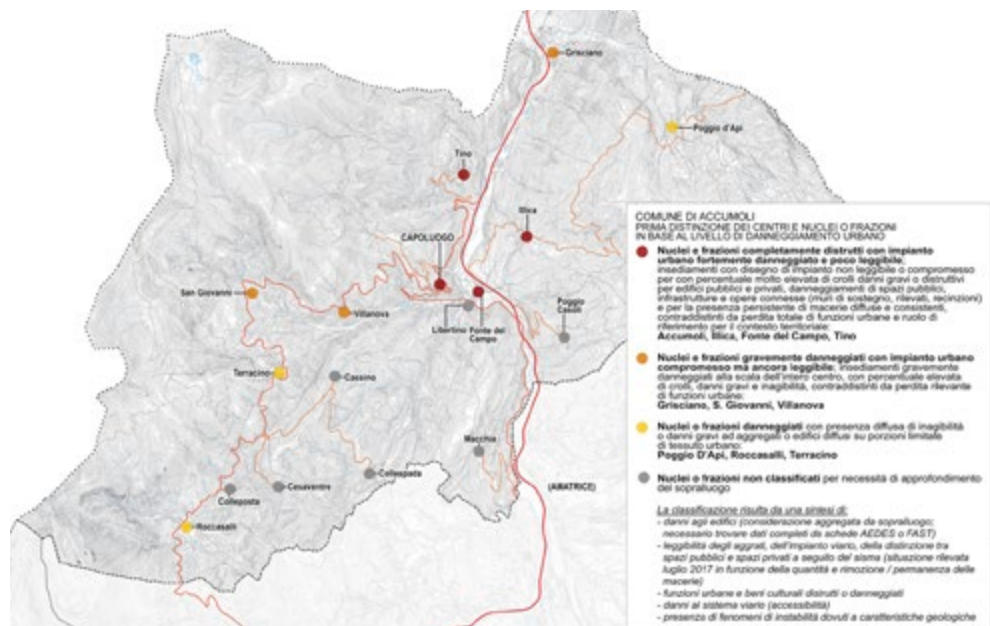 Grisciano
Poggio d'Api
Tino
Illica
CAPOLUOGO
San Giovanni
Villanova
Libertino
Fonte del
Campo
Poggio
Casoli
Terracino
Cassino
Macchia
Collespada
Cesaventre
Colleposta
Roccasalli
(AMATRICE)
COMUNE DI ACCUMOLI
PRIMA DISTINZIONE DEI CENTRI E NUCLEI O FRAZIONI
IN BASE AL LIVELLO DI DANNEGGIAMENTO URBANO
Nuclei e frazioni completamente distrutti con impianto
urbano fortemente danneggiato e poco leggibile;
insediamenti con disegno di impianto non leggibile o compromesso
per con percentuale molto elevata di crolli danni gravi o distruttivi
per edifici pubblici e privati, danneggiamenti di spazi pubblici,
infrastrutture e opere connesse (muri di sostegno, rilevati, recinzioni)
e per la presenza persistente di macerie diffuse e consistenti,
contraddistinti da perdita totale di funzioni urbane e ruolo di
riferimento per il contesto territoriale:
Accumoli, Illica, Fonte del Campo, Tino
Nuclei e frazioni gravemente danneggiati con impianto urbano
compromesso ma ancora leggibile; insediamenti gravemente
danneggiati alla scala dell'intero centro, con percentuale elevata
di crolli, danni gravi e inagibilità, contraddistinti da perdita rilevante
di funzioni urbane:
Grisciano, S. Giovanni, Villanova
Nuclei o frazioni danneggiati con presenza diffusa di inagibilità
o danni gravi ad aggregati o edifici diffusi su porzioni limitate
di tessuto urbano:
Poggio D'Api, Roccasalli, Terracino
Nuclei o frazioni non classificati per necessità di approfondimento
del sopralluogo
La classificazione risulta da una sintesi di:
- danni agli edifici (considerazione aggregata da sopraluogo;
necessario trovare dati completi da schede AEDES o FAST)
- leggibilità degli aggrati, dell'impianto viario, della distinzione tra
spazi pubblici e spazi privati a seguito del sisma (situazione rilevata
luglio 2017 in funzione della quantità e rimozione / permanenza delle
macerie)
- funzioni urbane e beni culturali distrutti o danneggiati
- danni al sistema viario (accessibilità)
- presenza di fenomeni di instabilità dovuti a caratteristiche geologiche